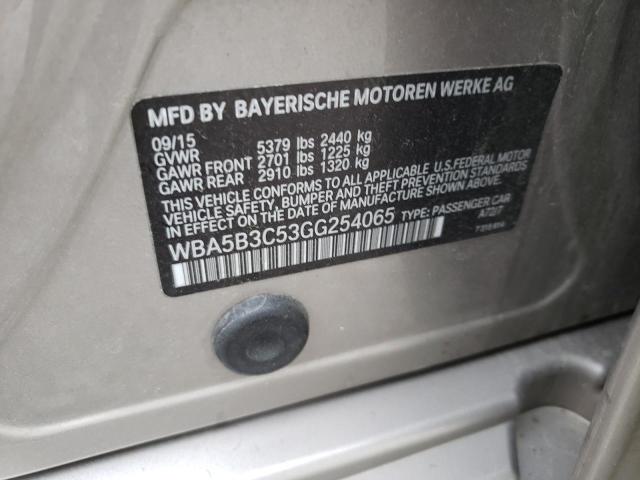 MFD BY BAYERISCHE MOTOREN WERKE AG
09/15
GVWR 5379 lbs 2440 kg
GAWR FRONT 2701 lbs 1225 kg
GAWR REAR 2910 lbs 1320 kg
THIS VEHICLE CONFORMS TO ALL APPLICABLE U.S.FEDERAL MOTOR
VEHICLE SAFETY, BUMPER, AND THEFT PREVENTION STANDARDS
IN EFFECT ON THE DATE OF MANUFACTURE SHOWN ABOVE.
WBA5B3C53GG254065 TYPE: PASSENGER CAR
A72/7